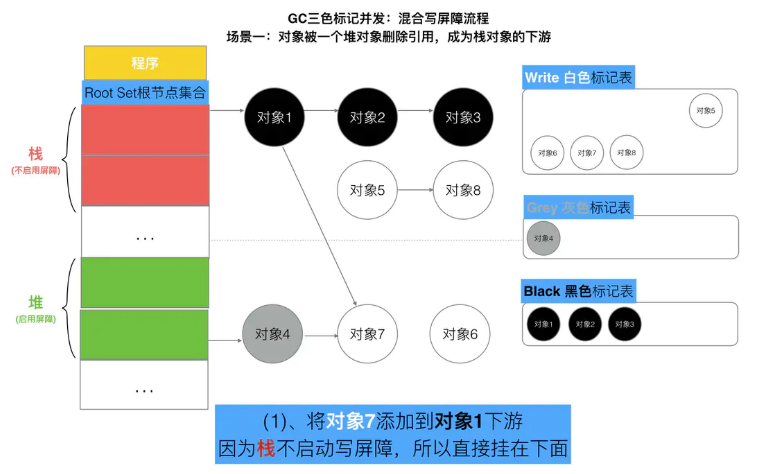 GC三色标记并发：混合写屏障流程
场景一：对象被一个堆对象删除引用，成为栈对象的下游
程序
Root Set根节点集合
栈
(不启用屏障)
...
堆
(启用屏障)
...
对象1
对象2
对象3
对象5
对象8
对象4
对象7
对象6
Write 白色标记表
对象5
对象6
对象7
对象8
Grey 灰色标记表
对象4
Black 黑色标记表
对象1
对象2
对象3
(1)、将对象7添加到对象1下游
因为栈不启动写屏障，所以直接挂在下面